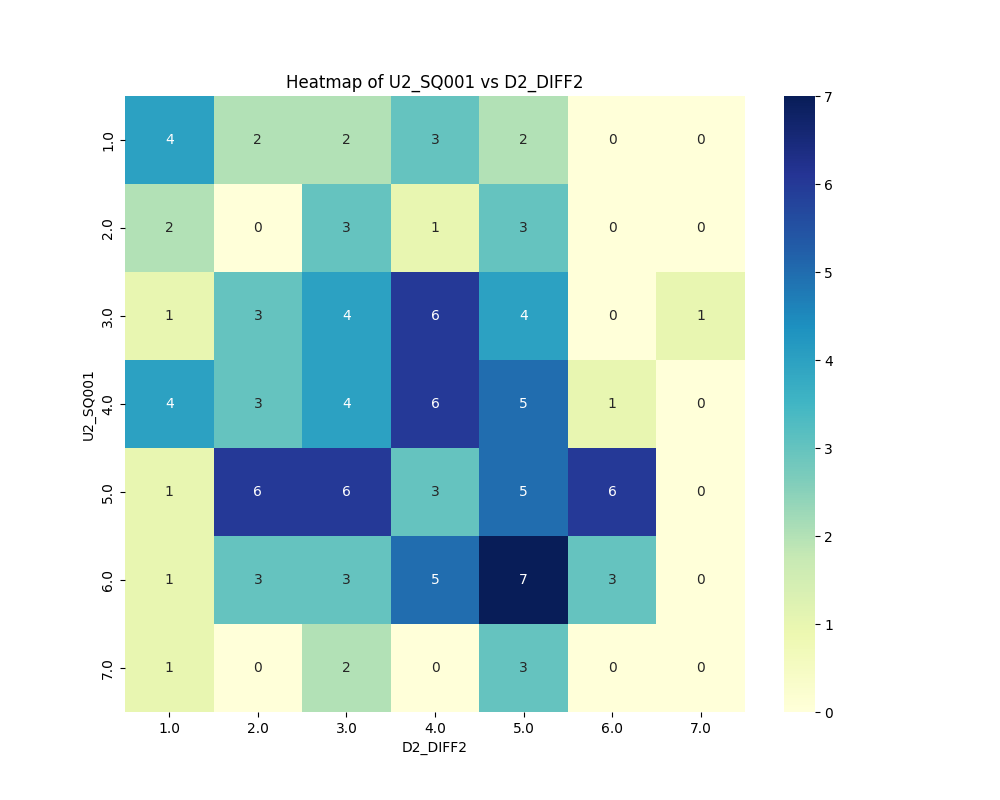 Heatmap of U2_SQ001 vs D2_DIFF2
U2_SQ001
1.0 4 2 2 3 2 0 0
2.0 2 0 3 1 3 0 0
3.0 1 3 4 6 4 0 1
4.0 4 3 4 6 5 1 0
5.0 1 6 6 3 5 6 0
6.0 1 3 3 5 7 3 0
7.0 1 0 2 0 3 0 0
1.0 2.0 3.0 4.0 5.0 6.0 7.0
D2_DIFF2
7
6
5
4
3
2
1
0